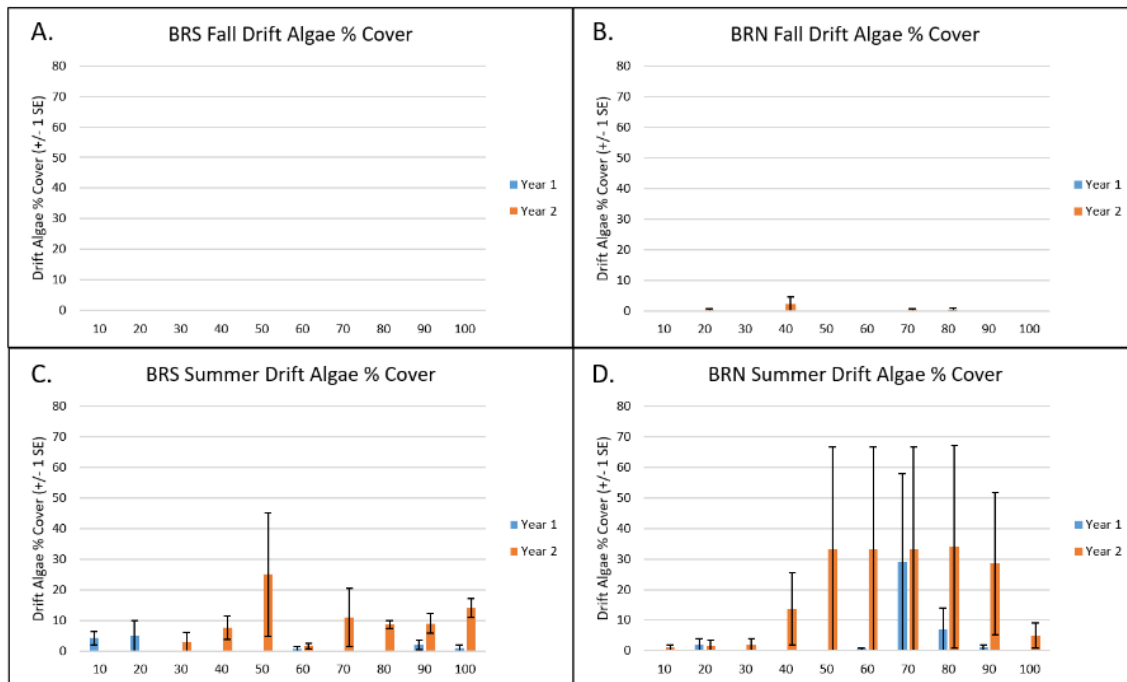 A.
BRS Fall Drift Algae % Cover
Drift Algae % Cover (+/- 1 SE)
80
70
60
50
40
30
20
10
0
10 20 30 40 50 60 70 80 90 100
Year 1
Year 2
B.
BRN Fall Drift Algae % Cover
Drift Algae % Cover (+/- 1 SE)
80
70
60
50
40
30
20
10
0
10 20 30 40 50 60 70 80 90 100
Year 1
Year 2
C.
BRS Summer Drift Algae % Cover
Drift Algae % Cover (+/- 1 SE)
80
70
60
50
40
30
20
10
0
10 20 30 40 50 60 70 80 90 100
Year 1
Year 2
D.
BRN Summer Drift Algae % Cover
Drift Algae % Cover (+/- 1 SE)
80
70
60
50
40
30
20
10
0
10 20 30 40 50 60 70 80 90 100
Year 1
Year 2